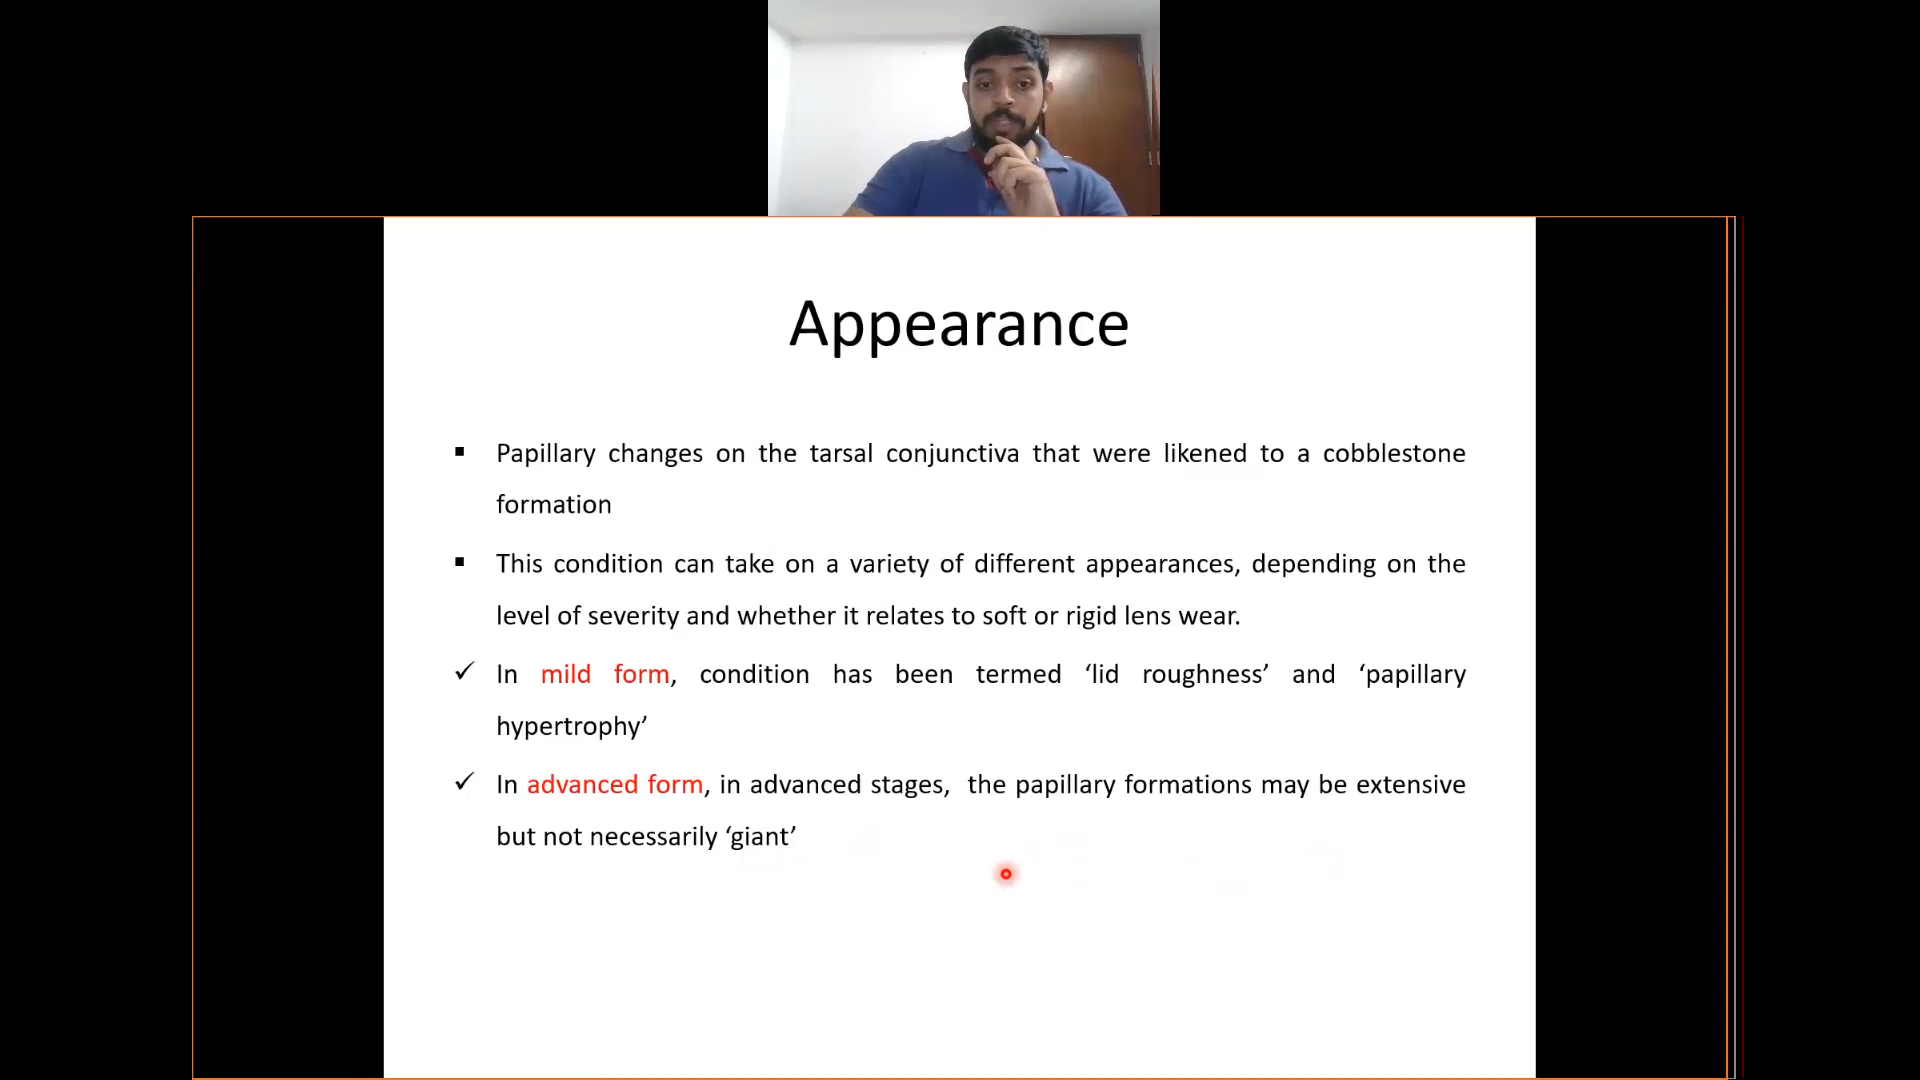 Appearance
▪ Papillary changes on the tarsal conjunctiva that were likened to a cobblestone
formation
▪ This condition can take on a variety of different appearances, depending on the
level of severity and whether it relates to soft or rigid lens wear.
✓ In mild form, condition has been termed ‘lid roughness’ and ‘papillary
hypertrophy’
✓ In advanced form, in advanced stages,  the papillary formations may be extensive
but not necessarily ‘giant’